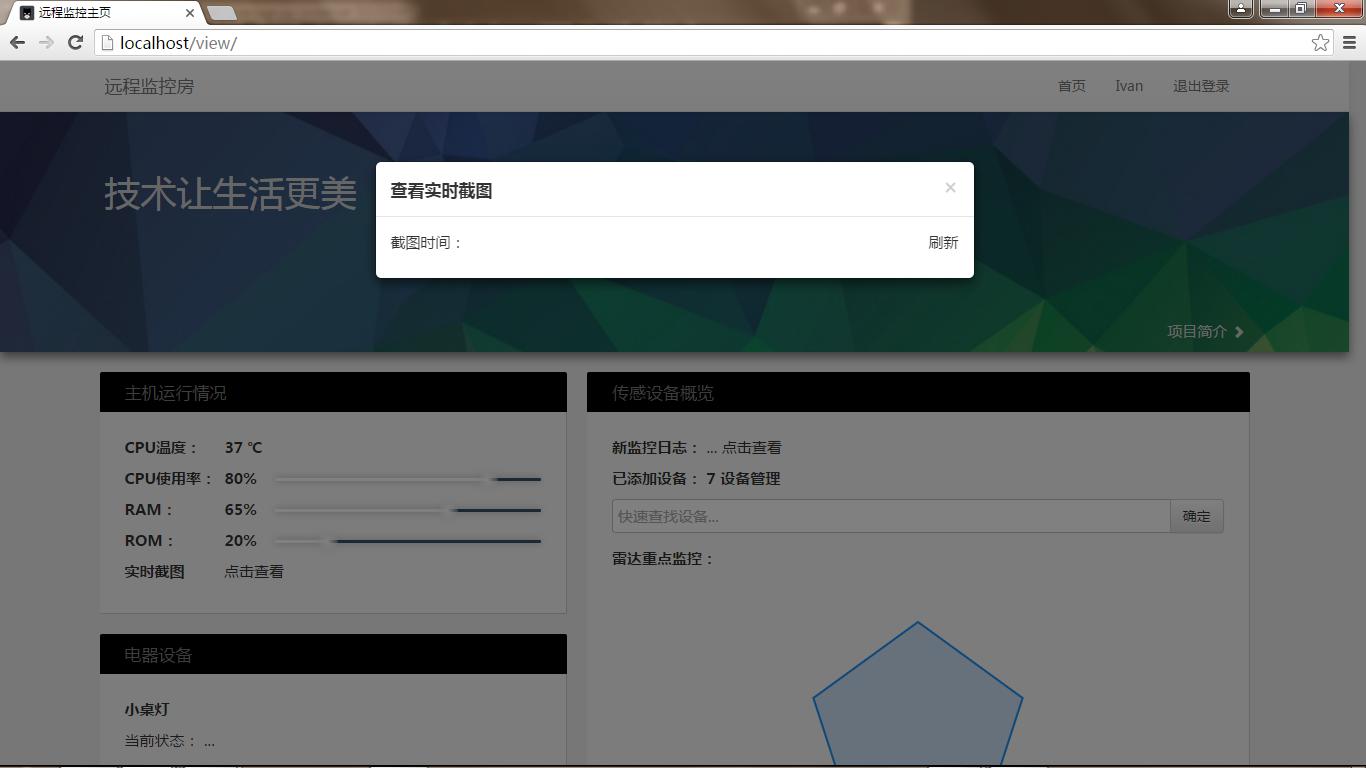 远程监控主页
localhost/view/
远程监控房
首页 Ivan 退出登录
技术让生活更美
查看实时截图 ×
截图时间： 刷新
项目简介
主机运行情况
CPU温度： 37 ℃
CPU使用率： 80%
RAM： 65%
ROM： 20%
实时截图 点击查看
电器设备
小桌灯
当前状态： ...
传感设备概览
新监控日志： ... 点击查看
已添加设备： 7 设备管理
快速查找设备... 确定
雷达重点监控：